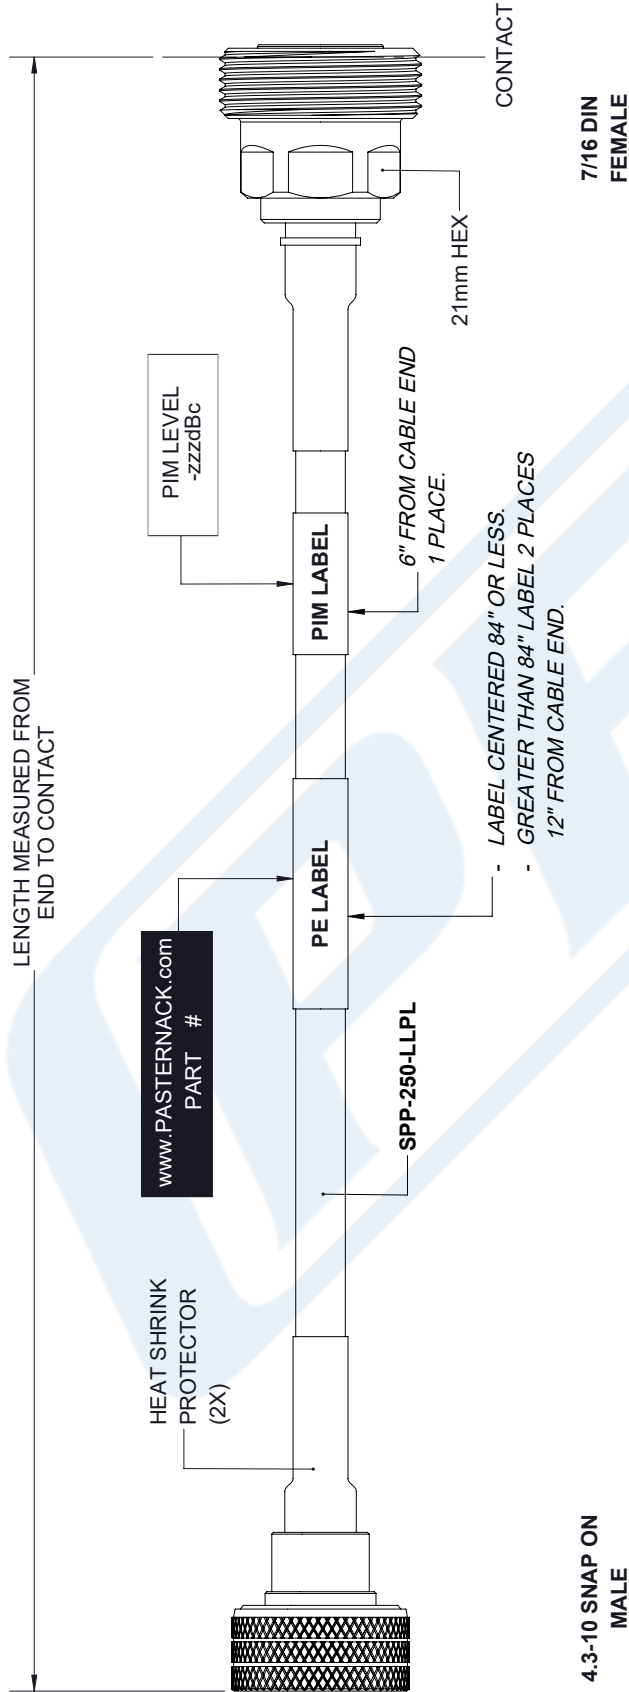 LENGTH MEASURED FROM
END TO CONTACT
HEAT SHRINK
PROTECTOR
(2X)
www.PASTERNACK.com
PART #
PIM LEVEL
-zzzdBc
PE LABEL
PIM LABEL
SPP-250-LLPL
6" FROM CABLE END
1 PLACE.
21mm HEX
CONTACT
- LABEL CENTERED 84" OR LESS.
- GREATER THAN 84" LABEL 2 PLACES
12" FROM CABLE END.
4.3-10 SNAP ON
MALE
7/16 DIN
FEMALE